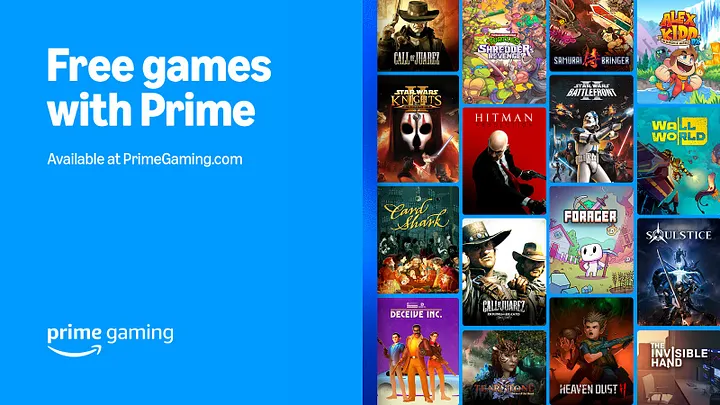 Free games
with Prime
Available at PrimeGaming.com
prime gaming
CALL OF JUAREZ
STAR WARS
KNIGHTS
II
Card
Shark
DECEIVE INC.
SHREDDER'S
REVENGE
HITMAN
CALL OF JUAREZ
BOUND IN BLOOD
SAMURAI BRINGER
STAR WARS
BATTLEFRONT
II
FORAGER
HEAVEN DUST II
ALEX
KIDD
WALL
WORLD
SOULSTICE
THE
INVISIBLE
HAND